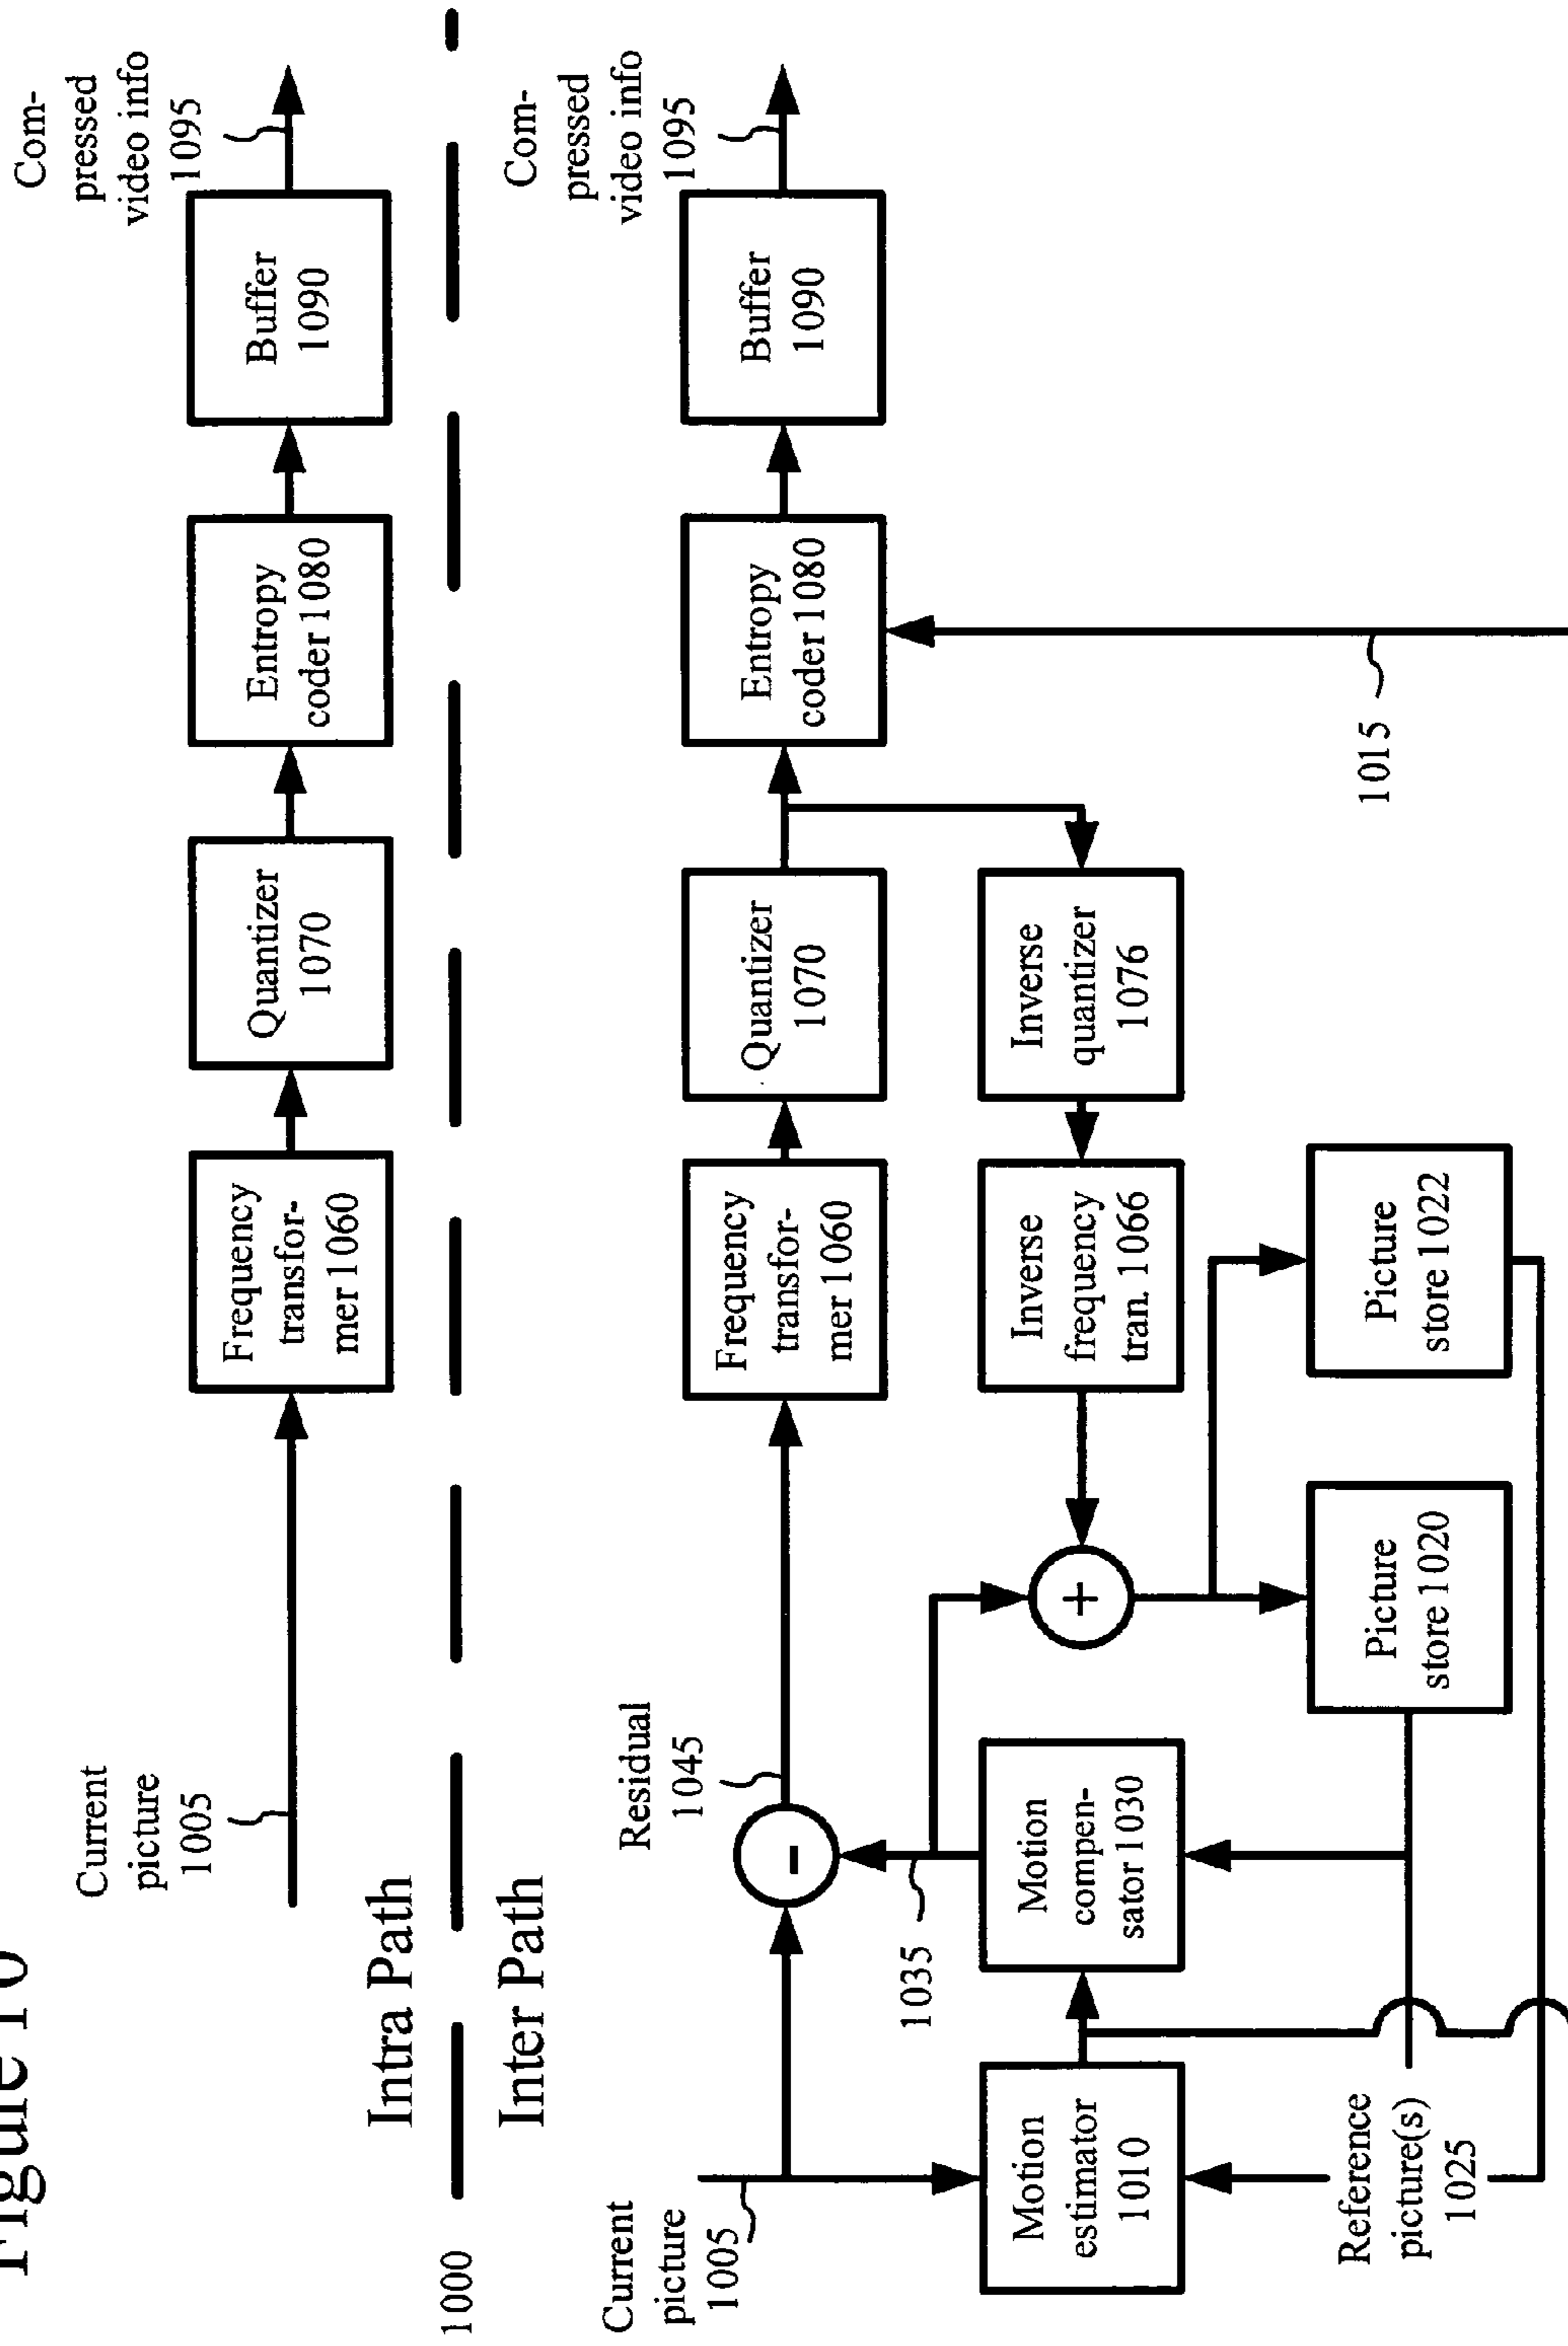 Figure 10
Current
picture
1005
Frequency
transfor-
mer 1060
Quantizer
1070
Entropy
coder 1080
Buffer
1090
Com-
pressed
video info
1095
Intra Path
1000
Inter Path
Current
picture
1005
-
Residual
1045
Frequency
transfor-
mer 1060
Quantizer
1070
Entropy
coder 1080
Buffer
1090
Com-
pressed
video info
1095
1035
Motion
estimator
1010
Motion
compen-
sator 1030
+
Inverse
frequency
tran. 1066
Inverse
quantizer
1076
Reference
picture(s)
1025
Picture
store 1020
Picture
store 1022
1015